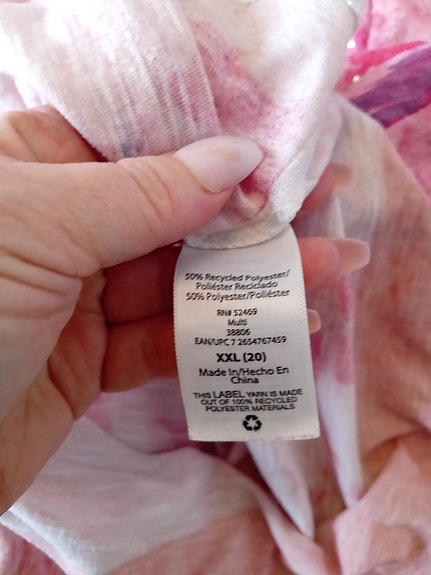 50% Recycled Polyester/
Poliéster Reciclado
50% Polyester/Poliéster
RN# 52469
Multi
38806
EAN/UPC 7 2654767459
XXL (20)
Made In/Hecho En
China
THIS LABEL YARN IS MADE
OUT OF 100% RECYCLED
POLYESTER MATERIALS